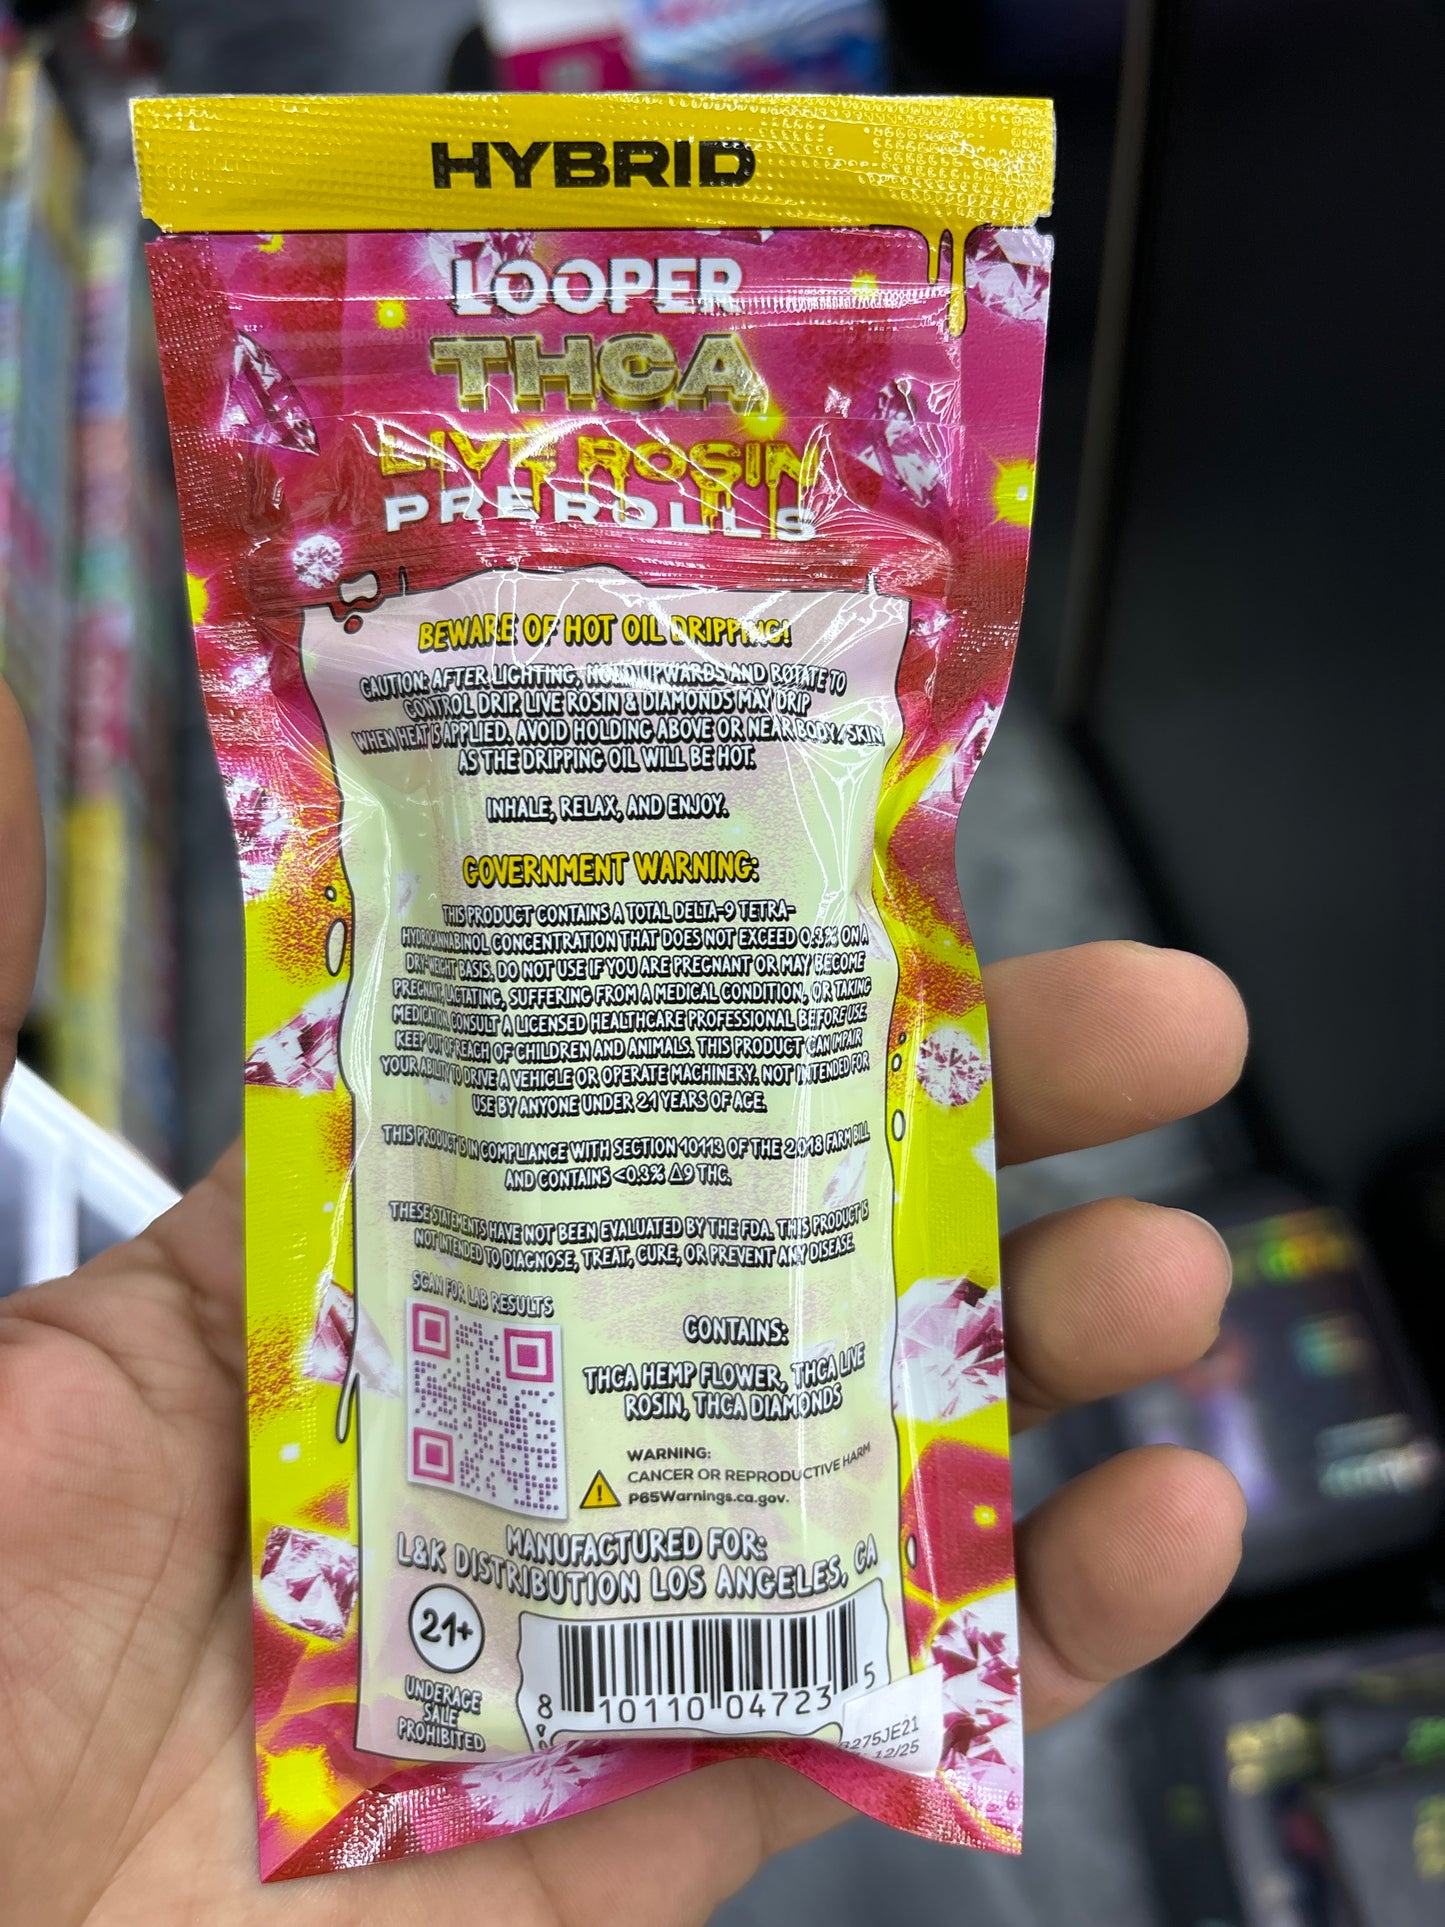 HYBRID
LOOPER
THCA
LIVE ROSIN
PREROLLS
BEWARE OF HOT OIL DRIPPING!
CAUTION: AFTER LIGHTING, HOLD UPWARDS AND ROTATE TO
CONTROL DRIP. LIVE ROSIN & DIAMONDS MAY DRIP
WHEN HEAT IS APPLIED. AVOID HOLDING ABOVE OR NEAR BODY/SKIN
AS THE DRIPPING OIL WILL BE HOT.
INHALE, RELAX, AND ENJOY.
GOVERNMENT WARNING:
THIS PRODUCT CONTAINS A TOTAL DELTA-9 TETRA-
HYDROCANNABINOL CONCENTRATION THAT DOES NOT EXCEED 0.3% ON A
DRY-WEIGHT BASIS. DO NOT USE IF YOU ARE PREGNANT OR MAY BECOME
PREGNANT, LACTATING, SUFFERING FROM A MEDICAL CONDITION, OR TAKING
MEDICATION. CONSULT A LICENSED HEALTHCARE PROFESSIONAL BEFORE USE
KEEP OUT OF REACH OF CHILDREN AND ANIMALS. THIS PRODUCT CAN IMPAIR
YOUR ABILITY TO DRIVE A VEHICLE OR OPERATE MACHINERY. NOT INTENDED FOR
USE BY ANYONE UNDER 21 YEARS OF AGE.
THIS PRODUCT IS IN COMPLIANCE WITH SECTION 10113 OF THE 2018 FARM BILL
AND CONTAINS <0.3% Δ9 THC.
THESE STATEMENTS HAVE NOT BEEN EVALUATED BY THE FDA. THIS PRODUCT IS
NOT INTENDED TO DIAGNOSE, TREAT, CURE, OR PREVENT ANY DISEASE.
SCAN FOR LAB RESULTS
CONTAINS:
THCA HEMP FLOWER, THCA LIVE
ROSIN, THCA DIAMONDS
WARNING:
CANCER OR REPRODUCTIVE HARM
P65Warnings.ca.gov.
MANUFACTURED FOR:
L&K DISTRIBUTION LOS ANGELES, CA
21+
UNDERAGE
SALE
PROHIBITED
8 10110 04723 5
275JE21
12/25